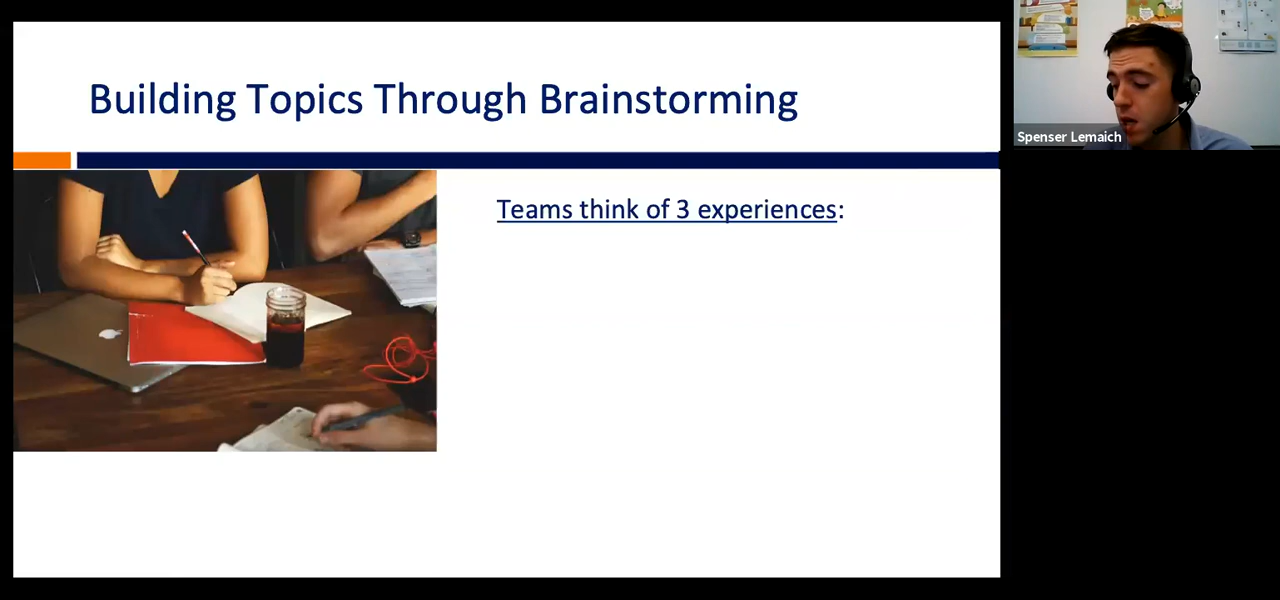 Building Topics Through Brainstorming
Teams think of 3 experiences:
Spenser Lemaich